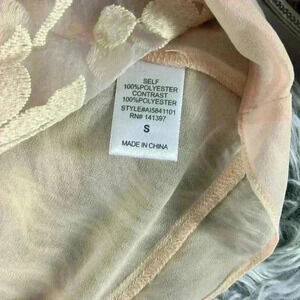 SELF
100%POLYESTER
CONTRAST
100%POLYESTER
STYLE#AI5841101
RN# 141397
S
MADE IN CHINA